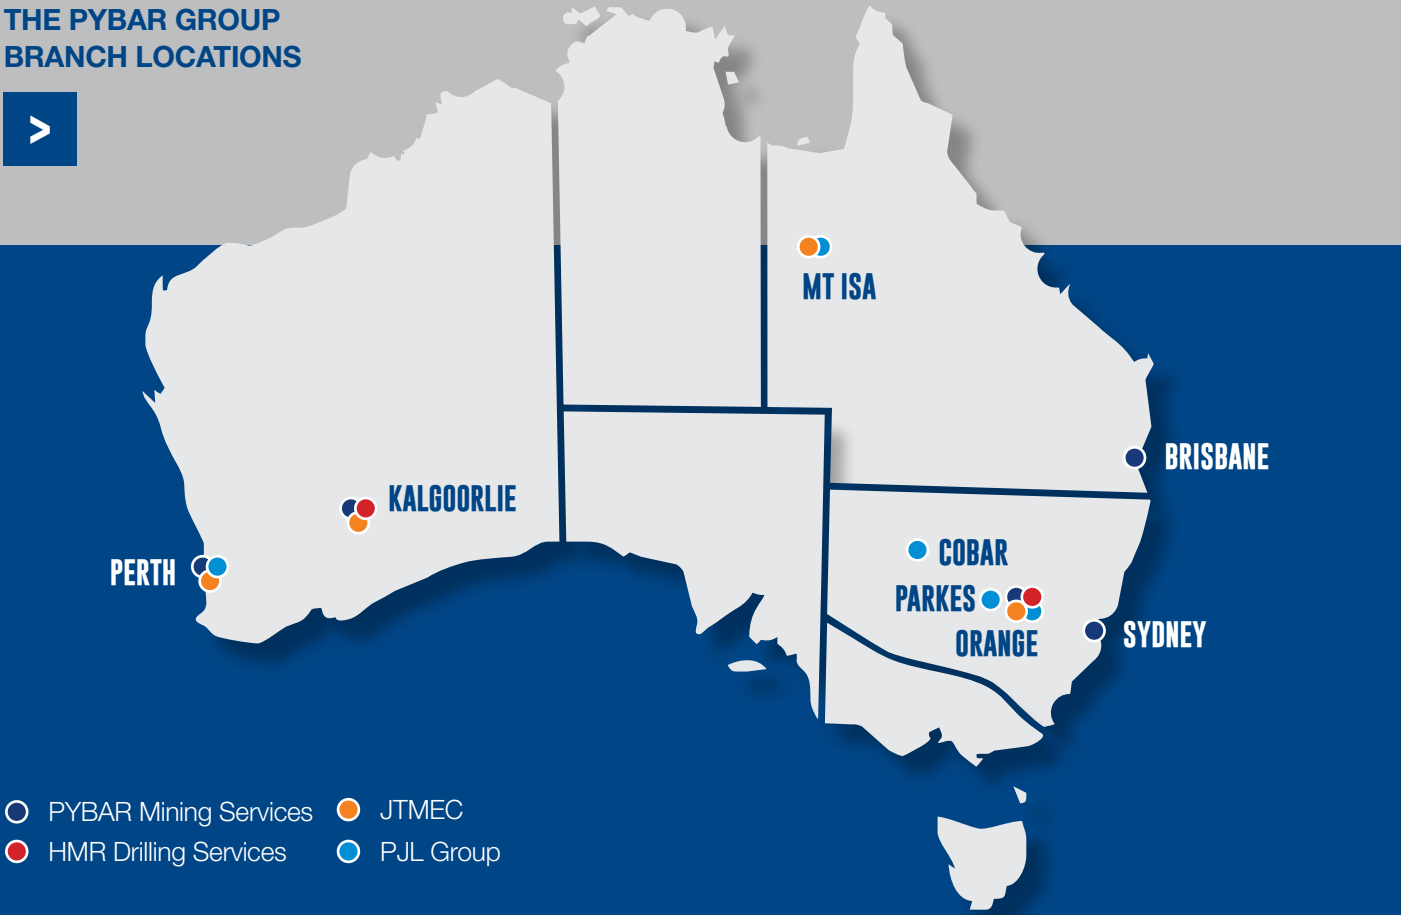 THE PYBAR GROUP
BRANCH LOCATIONS
>
MT ISA
BRISBANE
KALGOORLIE
COBAR
PERTH
PARKES
SYDNEY
ORANGE
PYBAR Mining Services
JTMEC
HMR Drilling Services
PJL Group